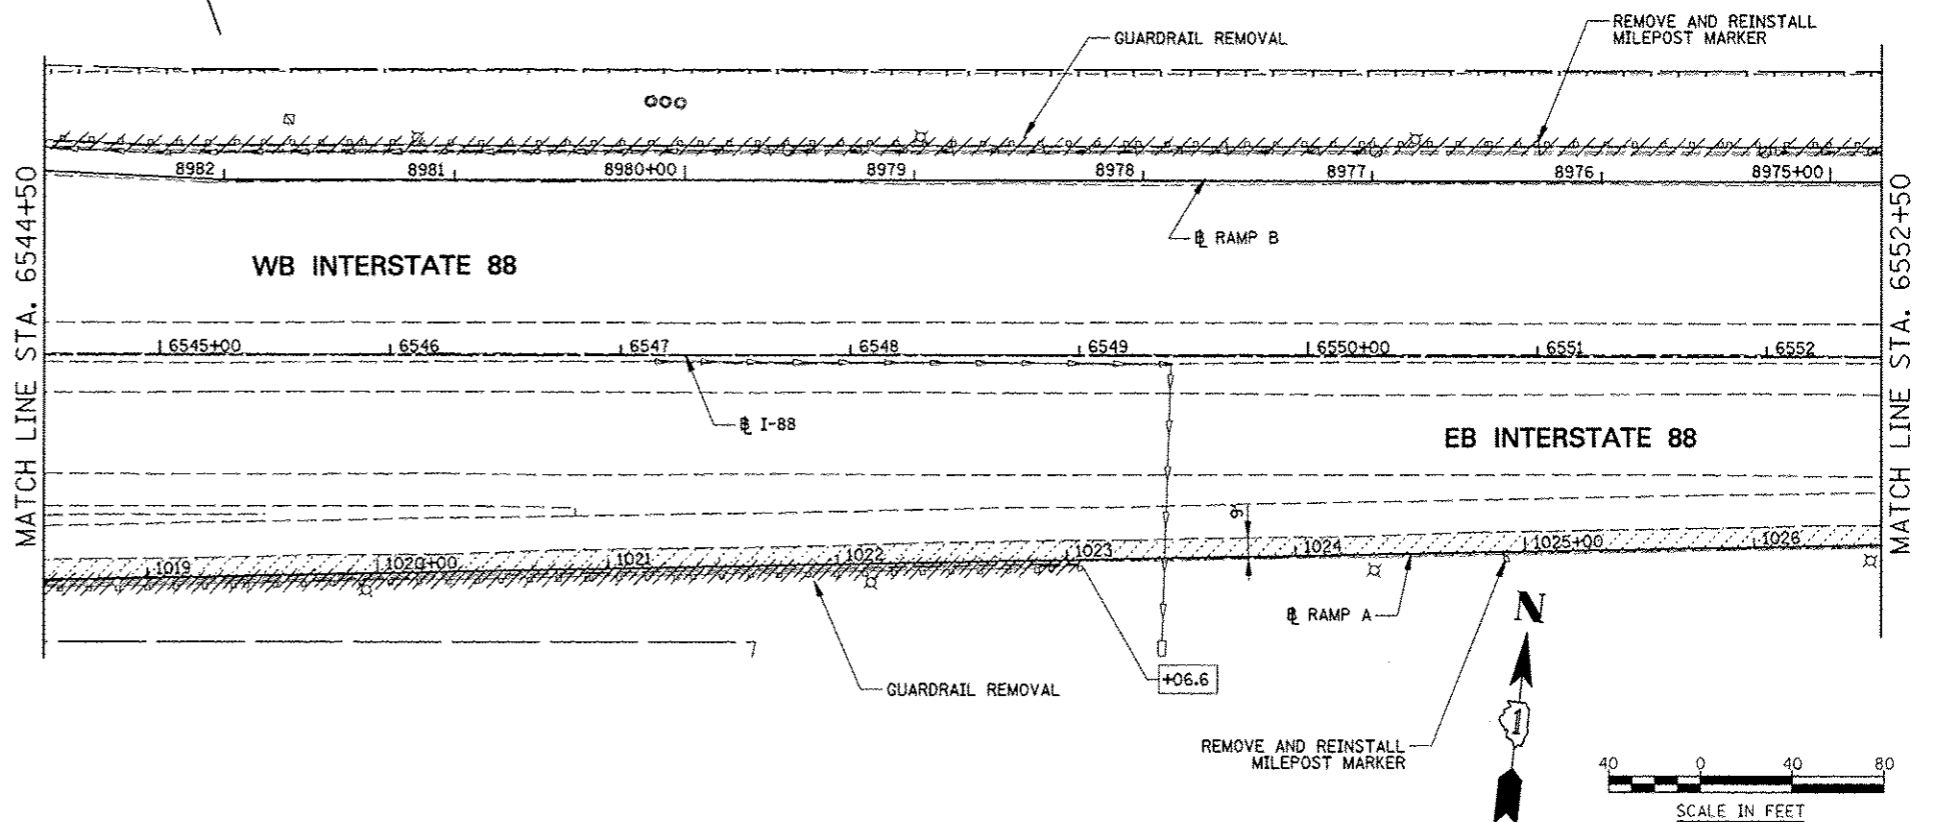 GUARDRAIL REMOVAL
REMOVE AND REINSTALL
MILEPOST MARKER
8982 8981 8980+00 8979 8978 8977 8976 8975+00
℄ RAMP B
WB INTERSTATE 88
MATCH LINE STA. 6544+50
MATCH LINE STA. 6552+50
6545+00 6546 6547 6548 6549 6550+00 6551 6552
℄ I-88
EB INTERSTATE 88
9'
1019 1020+00 1021 1022 1023 1024 1025+00 1026
℄ RAMP A
N
+06.6
GUARDRAIL REMOVAL
1
REMOVE AND REINSTALL
MILEPOST MARKER
40 0 40 80
SCALE IN FEET